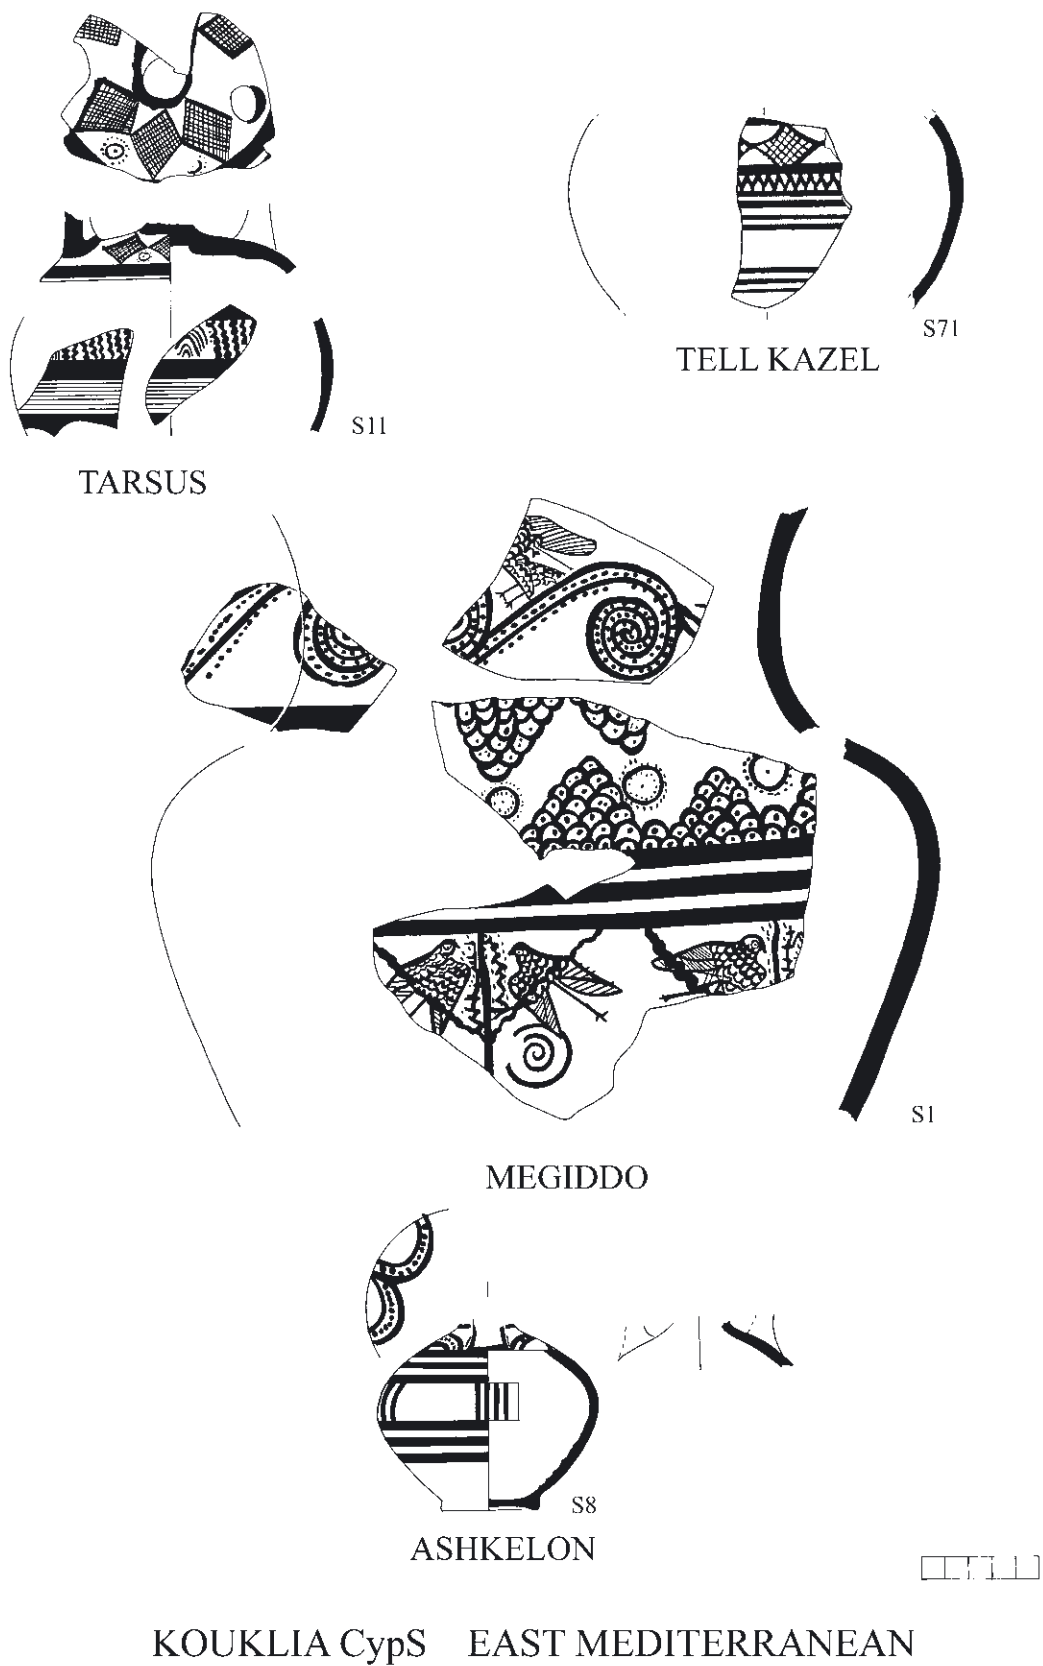 S71
TELL KAZEL
S11
TARSUS
S1
MEGIDDO
S8
ASHKELON
KOUKLIA CypS EAST MEDITERRANEAN